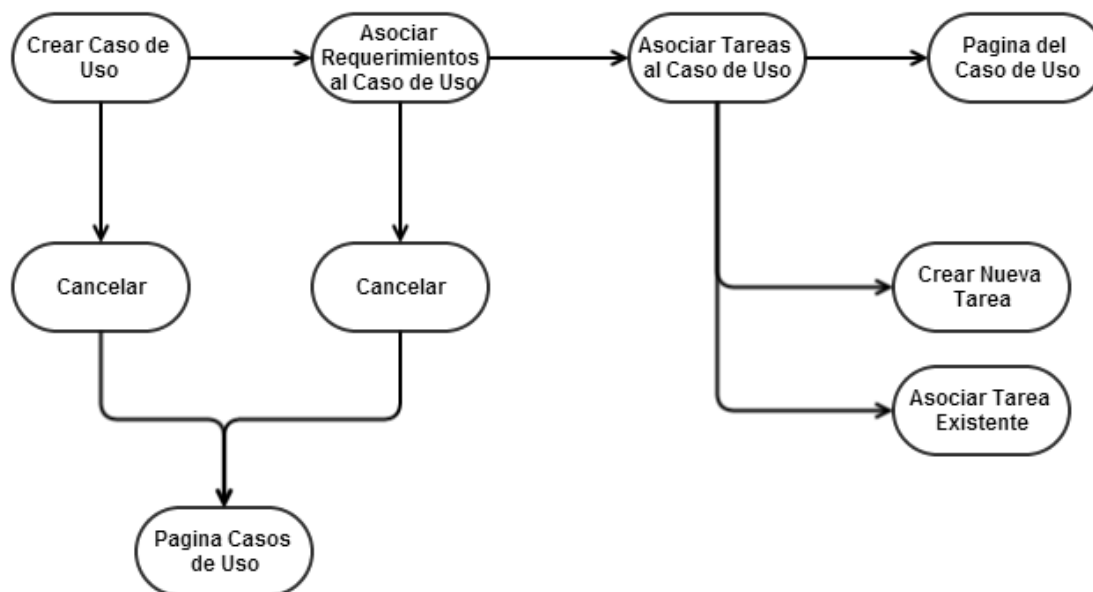 Crear Caso de
Uso
Asociar
Requerimientos
al Caso de Uso
Asociar Tareas
al Caso de Uso
Pagina del
Caso de Uso
Cancelar
Cancelar
Crear Nueva
Tarea
Asociar Tarea
Existente
Pagina Casos
de Uso